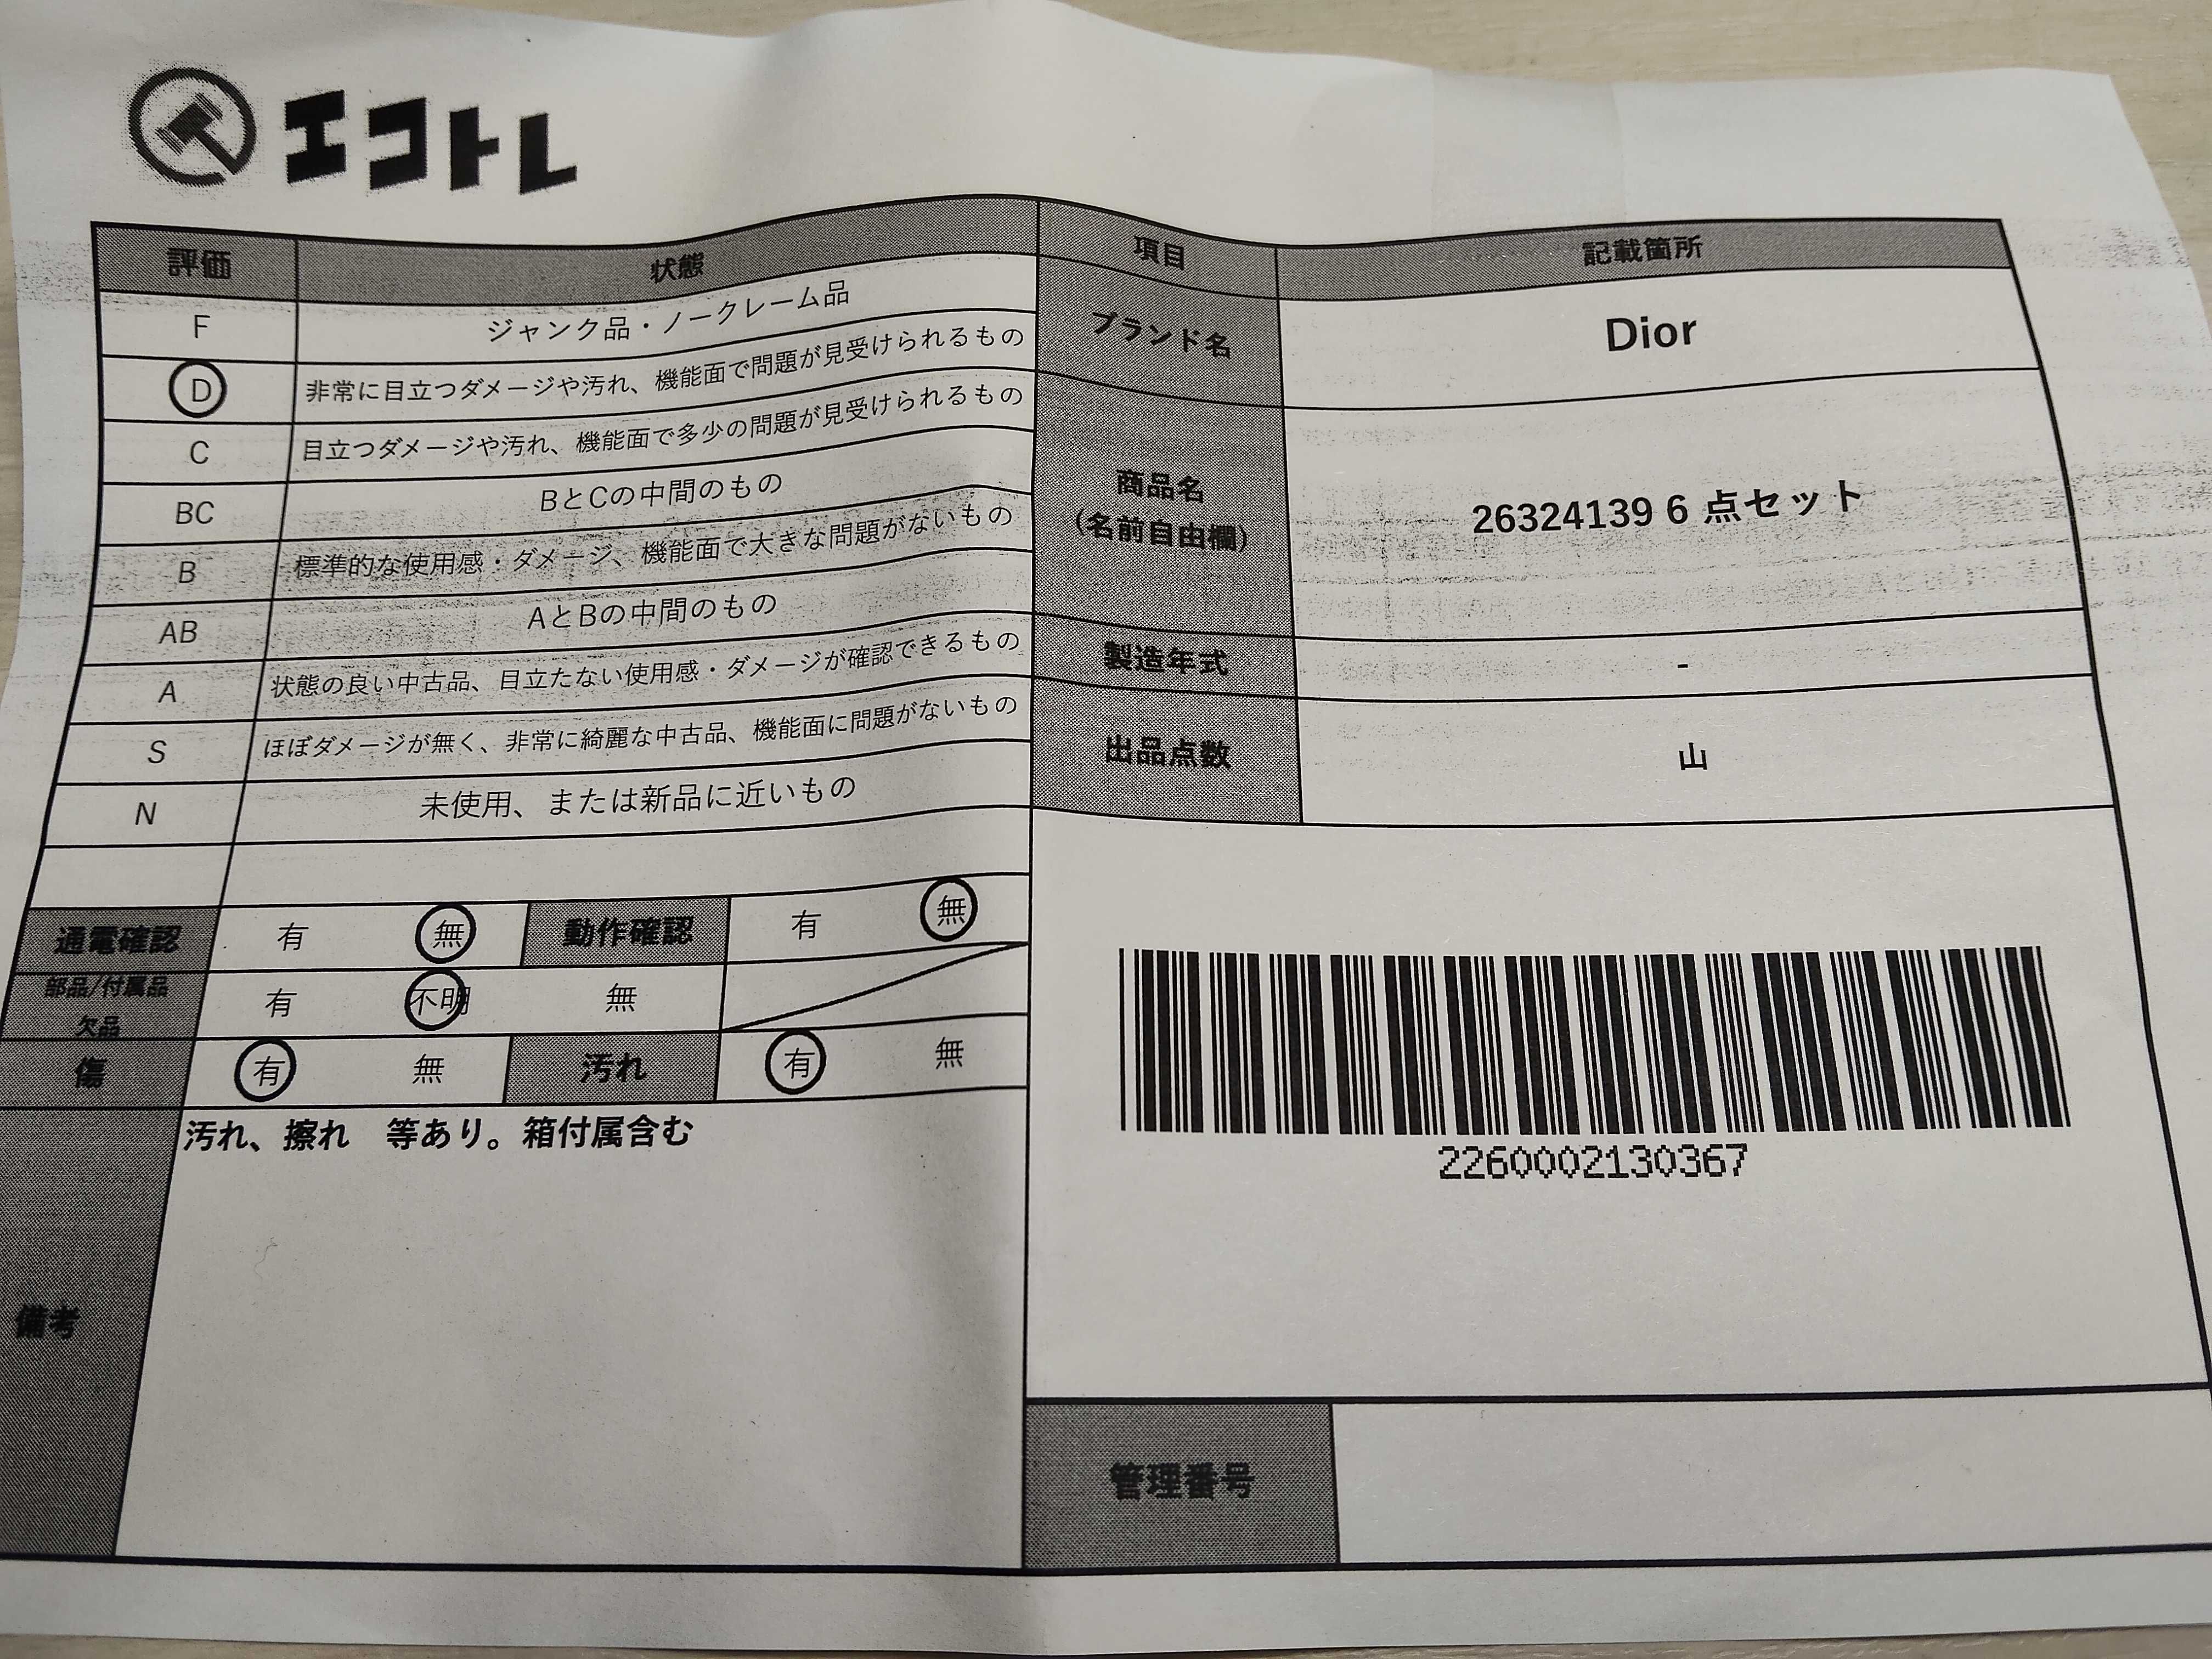 エコトレ
評価 状態
F ジャンク品・ノークレーム品
D 非常に目立つダメージや汚れ、機能面で問題が見受けられるもの
C 目立つダメージや汚れ、機能面で多少の問題が見受けられるもの
BC BとCの中間のもの
B 標準的な使用感・ダメージ、機能面で大きな問題がないもの
AB AとBの中間のもの
A 状態の良い中古品、目立たない使用感・ダメージが確認できるもの
S ほぼダメージが無く、非常に綺麗な中古品、機能面に問題がないもの
N 未使用、または新品に近いもの
通電確認 有 無 動作確認 有 無
部品/付属品
欠品 有 不明 無
傷 有 無 汚れ 有 無
備考 汚れ、擦れ 等あり。箱付属含む
項目 記載箇所
ブランド名 Dior
商品名
(名前自由欄) 26324139 6 点セット
製造年式 -
出品点数 山
2260002130367
管理番号